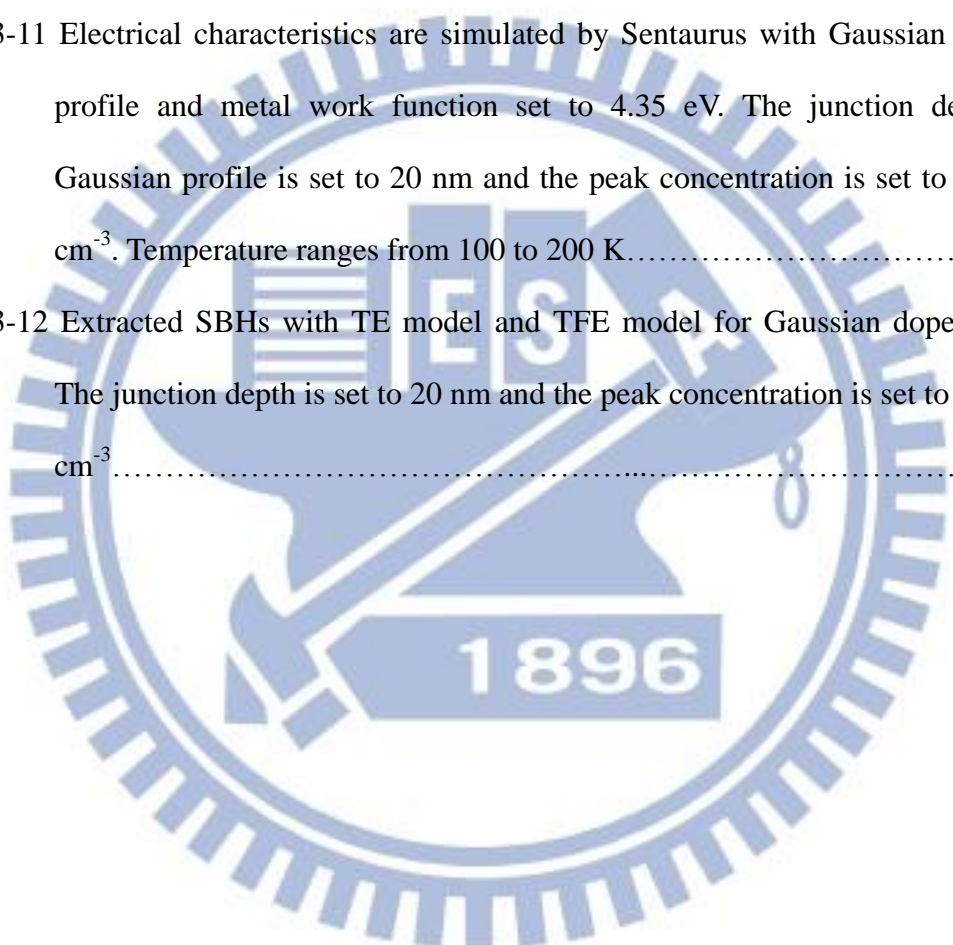 3-11 Electrical characteristics are simulated by Sentaurus with Gaussian
profile and metal work function set to 4.35 eV. The junction de
Gaussian profile is set to 20 nm and the peak concentration is set to
cm⁻³. Temperature ranges from 100 to 200 K……………………………
3-12 Extracted SBHs with TE model and TFE model for Gaussian dope
The junction depth is set to 20 nm and the peak concentration is set to
cm⁻³…………………………………………...……………………………
E S A
1896